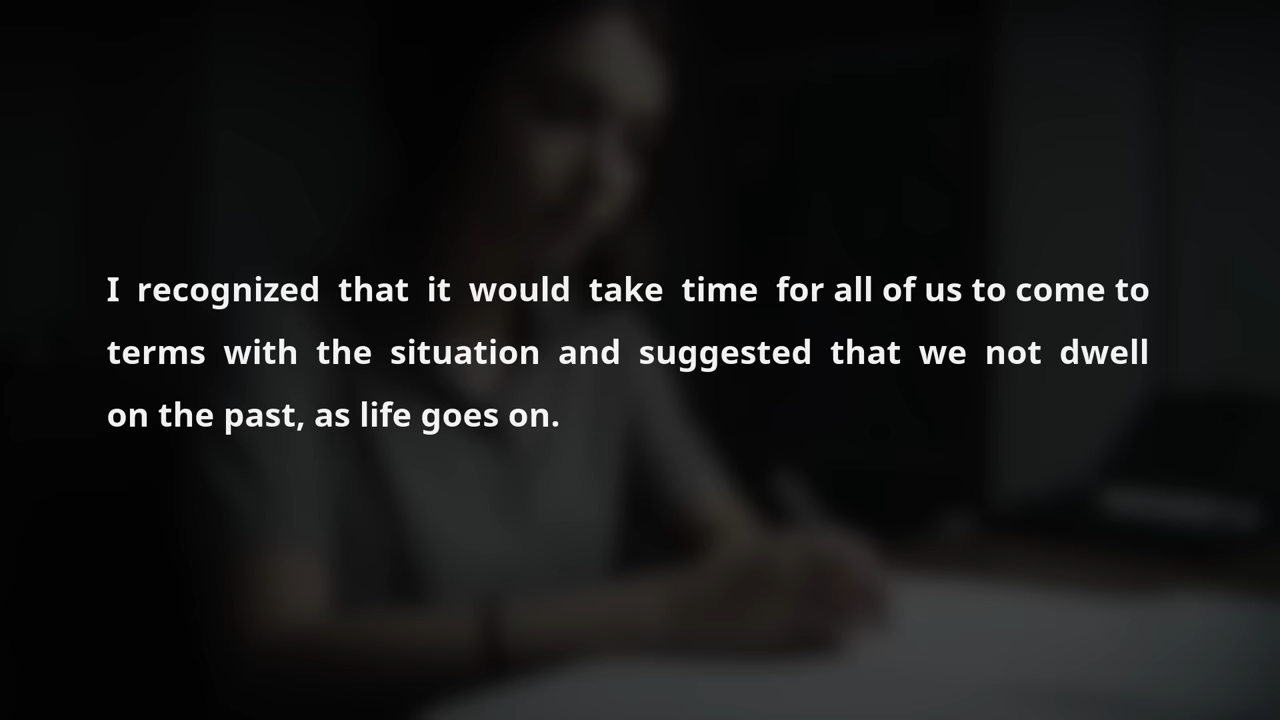 I recognized that it would take time for all of us to come to
terms with the situation and suggested that we not dwell
on the past, as life goes on.